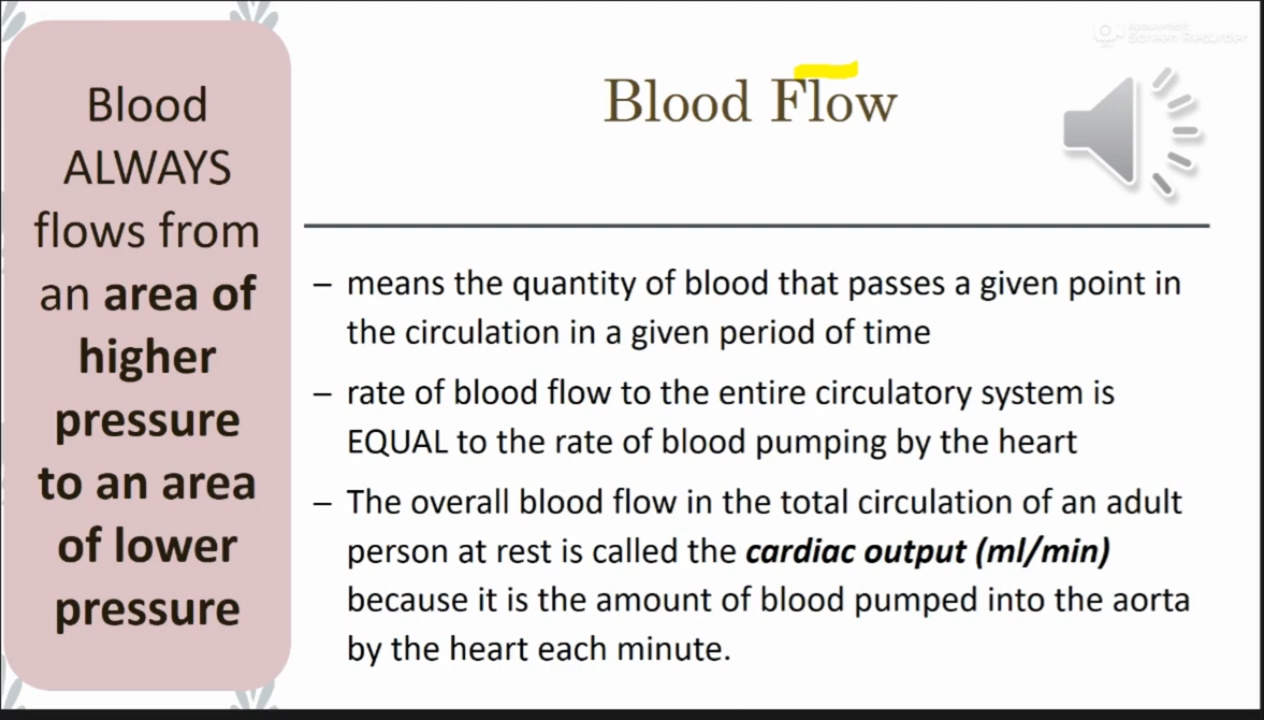 Blood
ALWAYS
flows from
an area of
higher
pressure
to an area
of lower
pressure
Apowersoft
Screen Recorder
Blood Flow
– means the quantity of blood that passes a given point in
the circulation in a given period of time
– rate of blood flow to the entire circulatory system is
EQUAL to the rate of blood pumping by the heart
– The overall blood flow in the total circulation of an adult
person at rest is called the cardiac output (ml/min)
because it is the amount of blood pumped into the aorta
by the heart each minute.